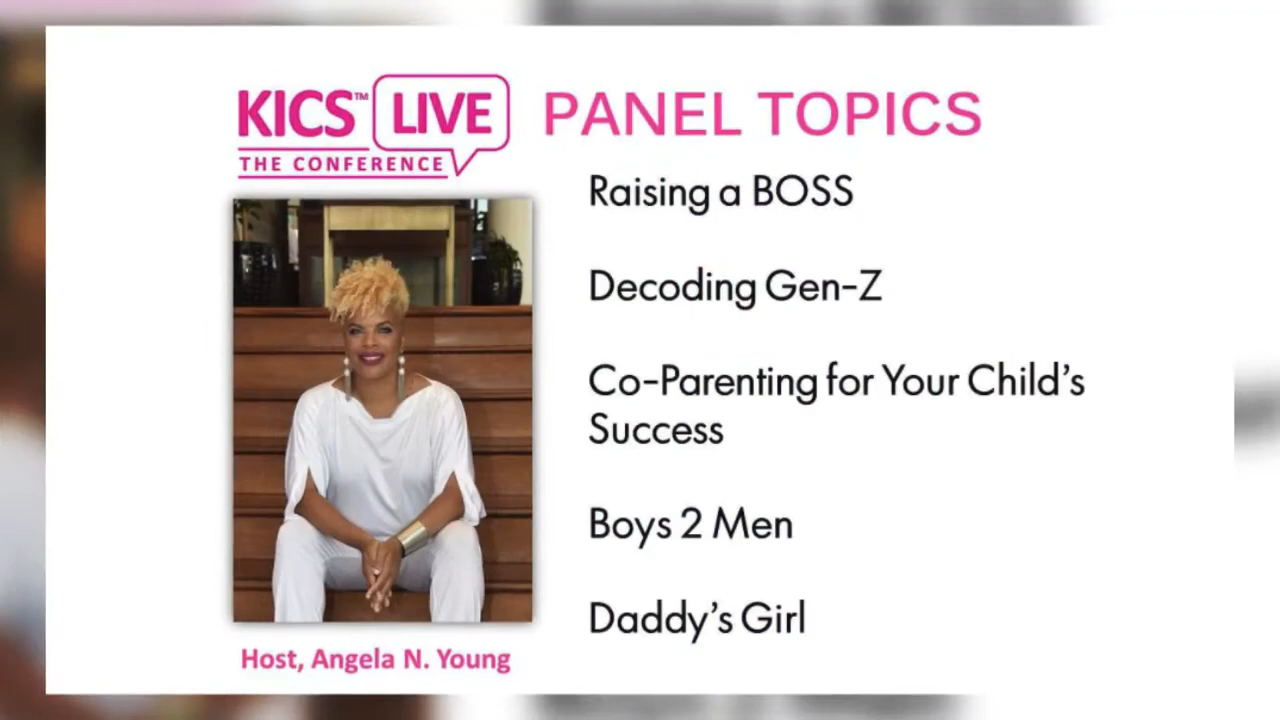 KICS™ LIVE
THE CONFERENCE
PANEL TOPICS
Raising a BOSS
Decoding Gen-Z
Co-Parenting for Your Child's
Success
Boys 2 Men
Daddy's Girl
Host, Angela N. Young